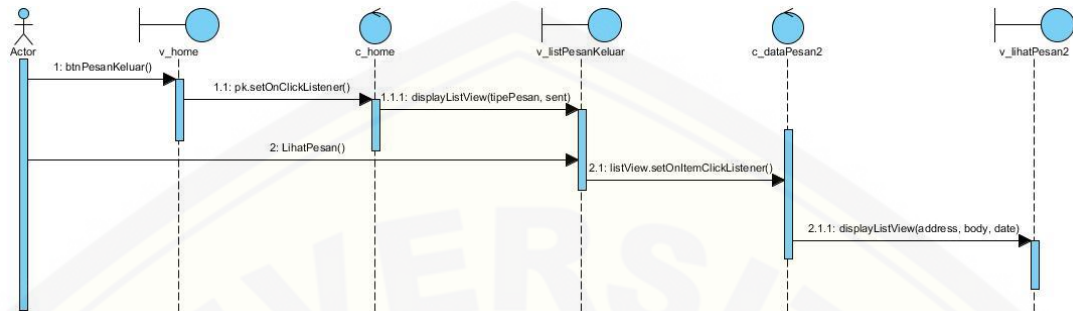 Actor
v_home
c_home
v_listPesanKeluar
c_dataPesan2
v_lihatPesan2
1: btnPesanKeluar()
1.1: pk.setOnClickListener()
1.1.1: displayListView(tipePesan, sent)
2: LihatPesan()
2.1: listView.setOnItemClickListener()
2.1.1: displayListView(address, body, date)
VERSI